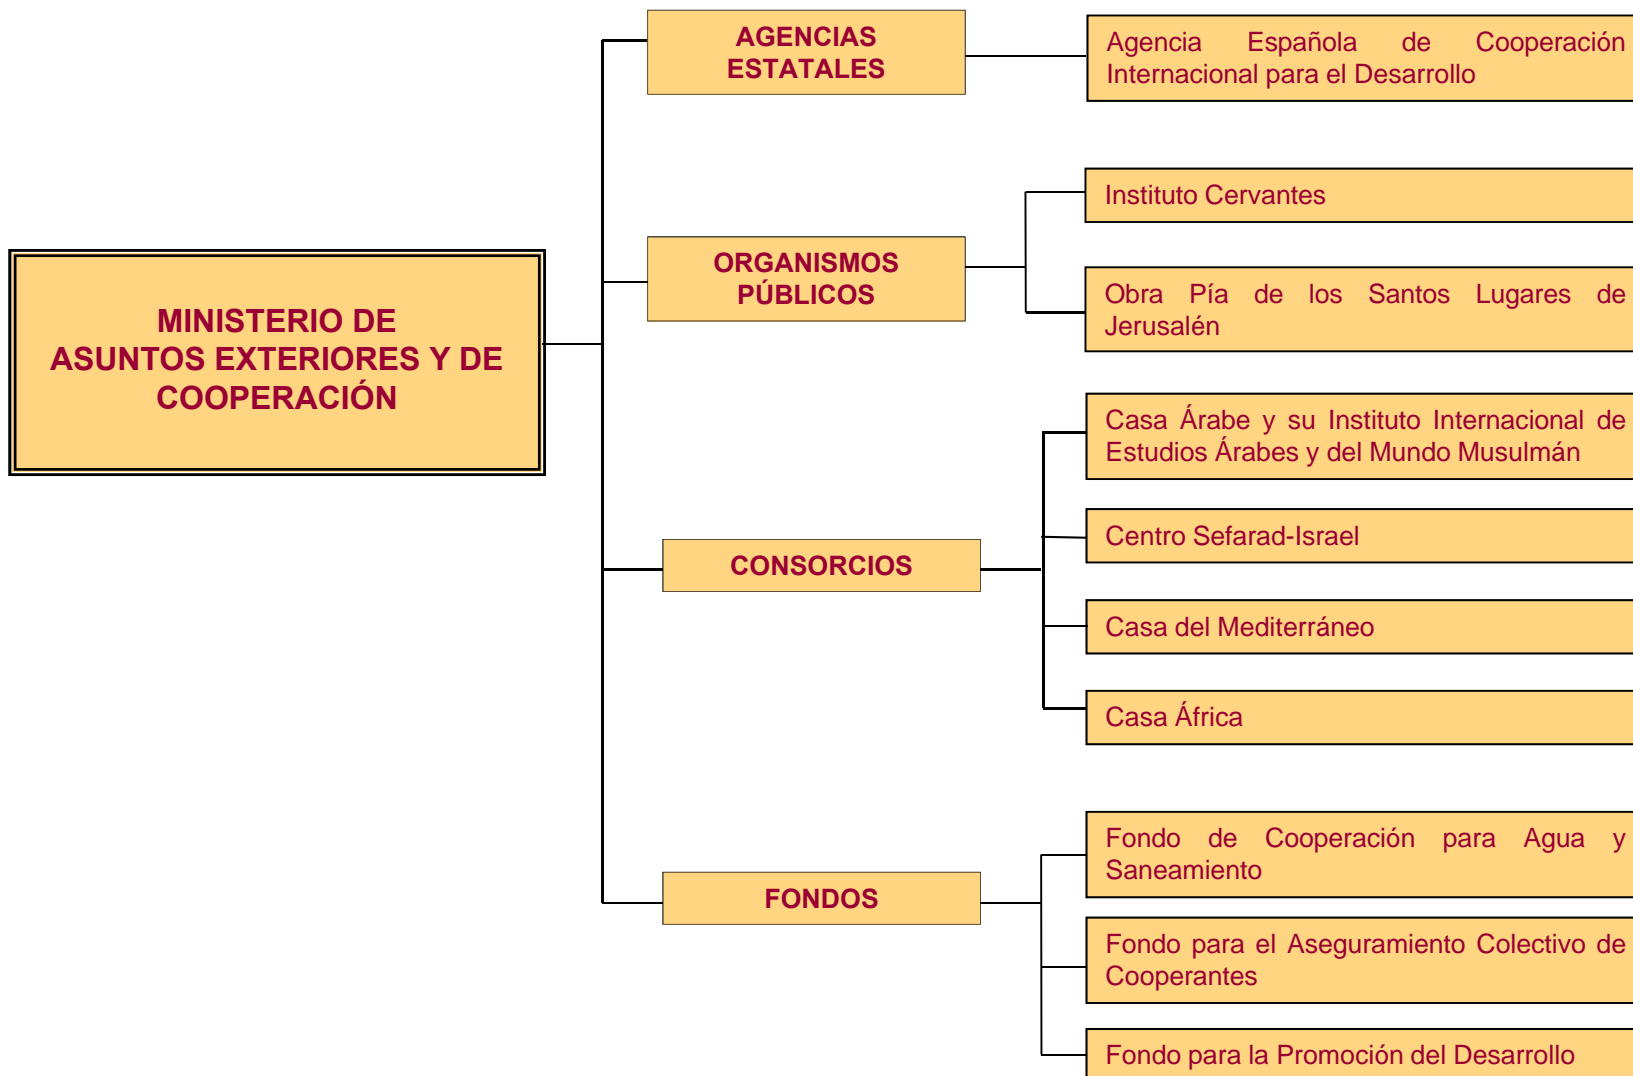 MINISTERIO DE
ASUNTOS EXTERIORES Y DE
COOPERACIÓN
AGENCIAS
ESTATALES
Agencia Española de Cooperación
Internacional para el Desarrollo
ORGANISMOS
PÚBLICOS
Instituto Cervantes
Obra Pía de los Santos Lugares de
Jerusalén
CONSORCIOS
Casa Árabe y su Instituto Internacional de
Estudios Árabes y del Mundo Musulmán
Centro Sefarad-Israel
Casa del Mediterráneo
Casa África
FONDOS
Fondo de Cooperación para Agua y
Saneamiento
Fondo para el Aseguramiento Colectivo de
Cooperantes
Fondo para la Promoción del Desarrollo